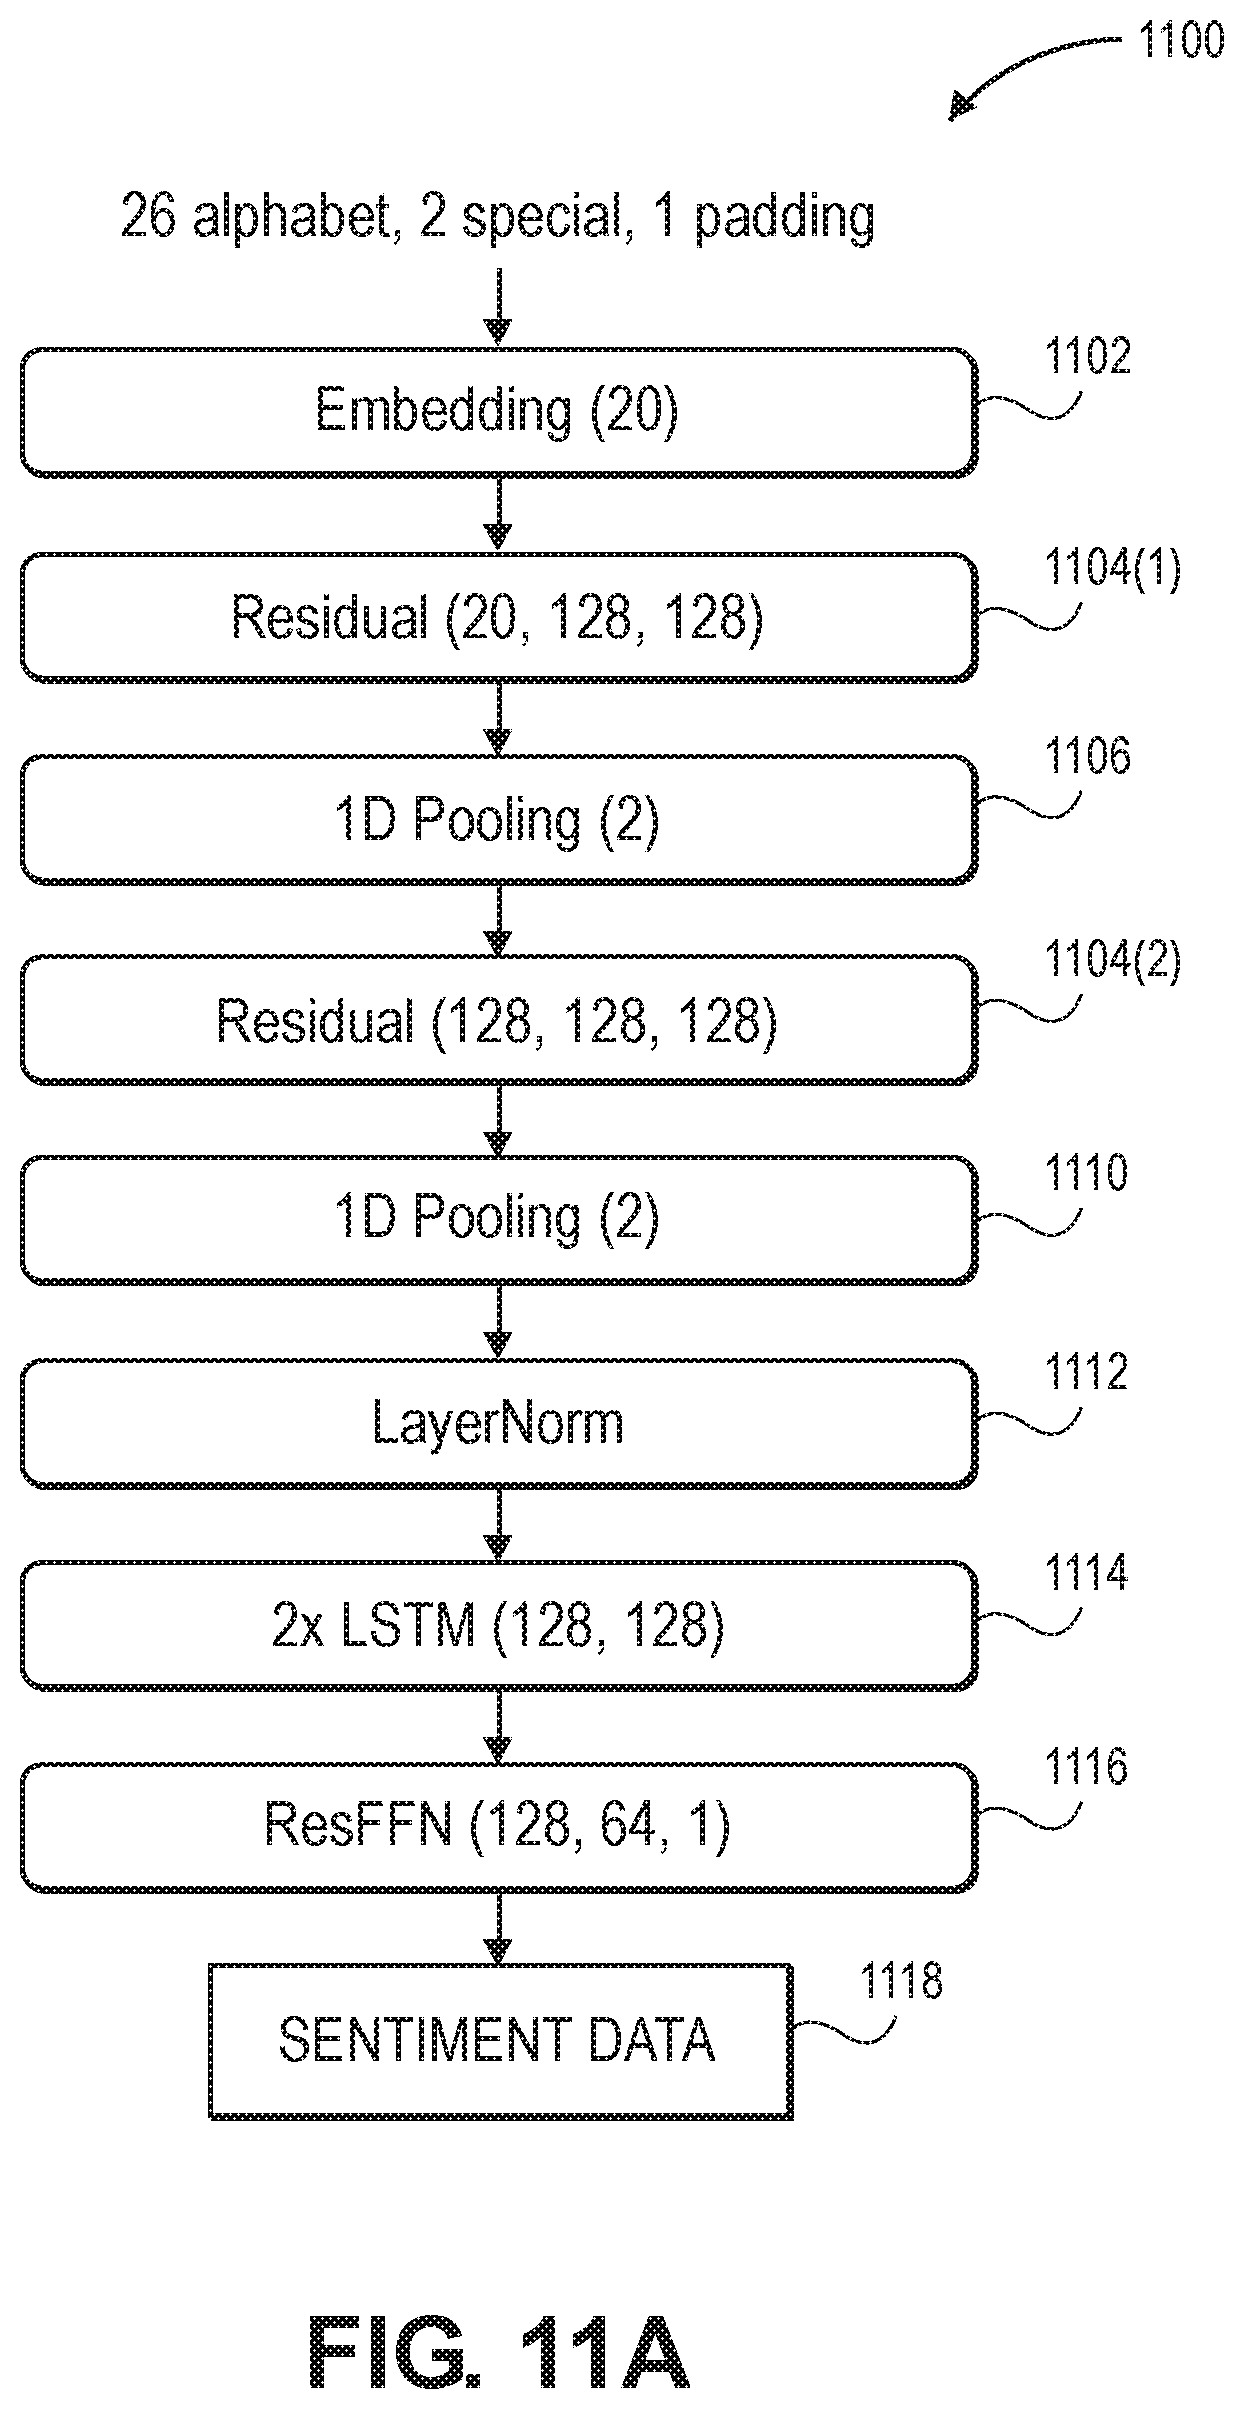 1100
26 alphabet, 2 special, 1 padding
1102
Embedding (20)
1104(1)
Residual (20, 128, 128)
1106
1D Pooling (2)
1104(2)
Residual (128, 128, 128)
1110
1D Pooling (2)
1112
LayerNorm
1114
2x LSTM (128, 128)
1116
ResFFN (128, 64, 1)
1118
SENTIMENT DATA
FIG. 11A